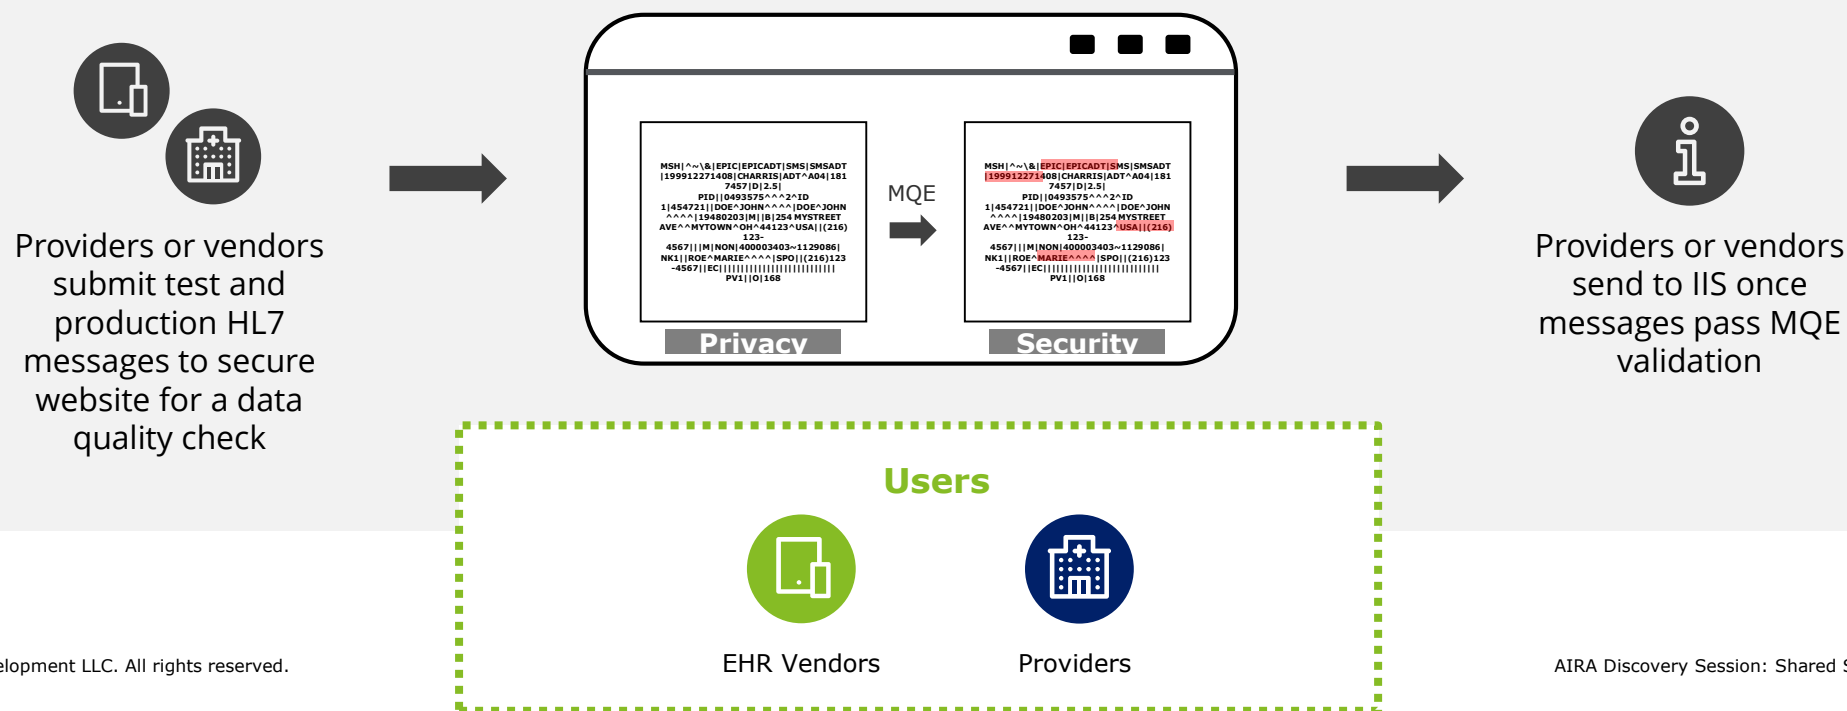 Providers or vendors
submit test and
production HL7
messages to secure
website for a data
quality check
MSH|^~\&|EPIC|EPICADT|SMS|SMSADT
|199912271408|CHARRIS|ADT^A04|181
7457|D|2.5|
PID||0493575^^^2^ID
1|454721||DOE^JOHN^^^^|DOE^JOHN
^^^^|19480203|M||B|254 MYSTREET
AVE^^MYTOWN^OH^44123^USA||(216)
123-
4567|||M|NON|400003403~1129086|
NK1||ROE^MARIE^^^^|SPO||(216)123
-4567||EC|||||||||||||||||||||||||||
PV1||O|168
Privacy
MQE
MSH|^~\&|EPIC|EPICADT|SMS|SMSADT
|199912271408|CHARRIS|ADT^A04|181
7457|D|2.5|
PID||0493575^^^2^ID
1|454721||DOE^JOHN^^^^|DOE^JOHN
^^^^|19480203|M||B|254 MYSTREET
AVE^^MYTOWN^OH^44123^USA||(216)
123-
4567|||M|NON|400003403~1129086|
NK1||ROE^MARIE^^^^|SPO||(216)123
-4567||EC|||||||||||||||||||||||||||
PV1||O|168
Security
Providers or vendors
send to IIS once
messages pass MQE
validation
Users
EHR Vendors
Providers
elopment LLC. All rights reserved.
AIRA Discovery Session: Shared S